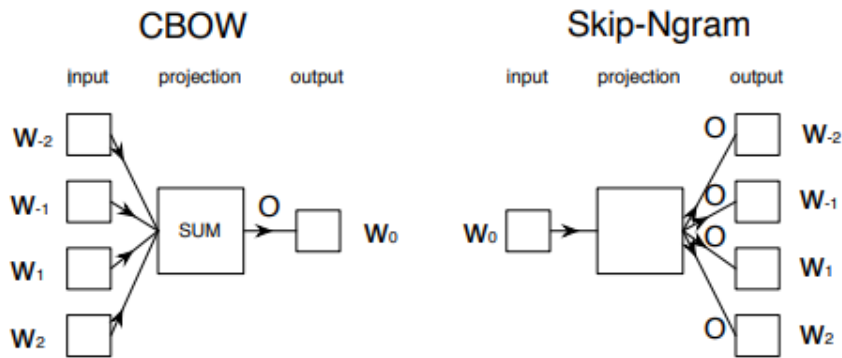 CBOW
input projection output
W-2
W-1
W1
W2
SUM
O
W0
Skip-Ngram
input projection output
W0
O
O
O
O
W-2
W-1
W1
W2